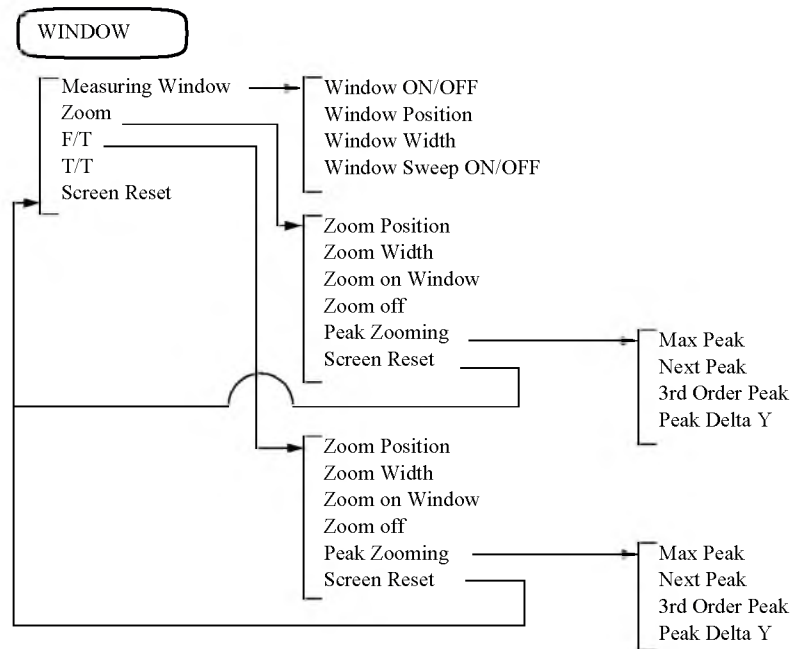 WINDOW
Measuring Window
Zoom
F/T
T/T
Screen Reset
Window ON/OFF
Window Position
Window Width
Window Sweep ON/OFF
Zoom Position
Zoom Width
Zoom on Window
Zoom off
Peak Zooming
Screen Reset
Max Peak
Next Peak
3rd Order Peak
Peak Delta Y
Zoom Position
Zoom Width
Zoom on Window
Zoom off
Peak Zooming
Screen Reset
Max Peak
Next Peak
3rd Order Peak
Peak Delta Y